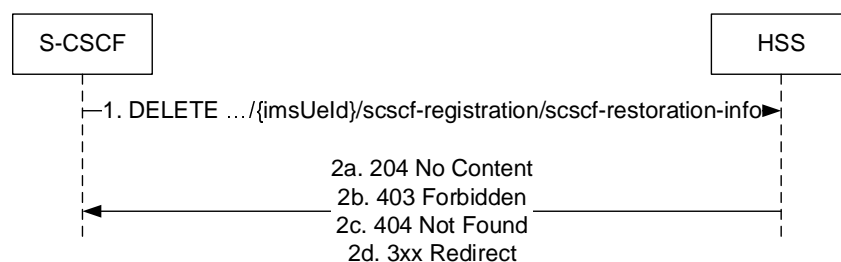 S-CSCF
HSS
1. DELETE …/{imsUeId}/scscf-registration/scscf-restoration-info
2a. 204 No Content
2b. 403 Forbidden
2c. 404 Not Found
2d. 3xx Redirect